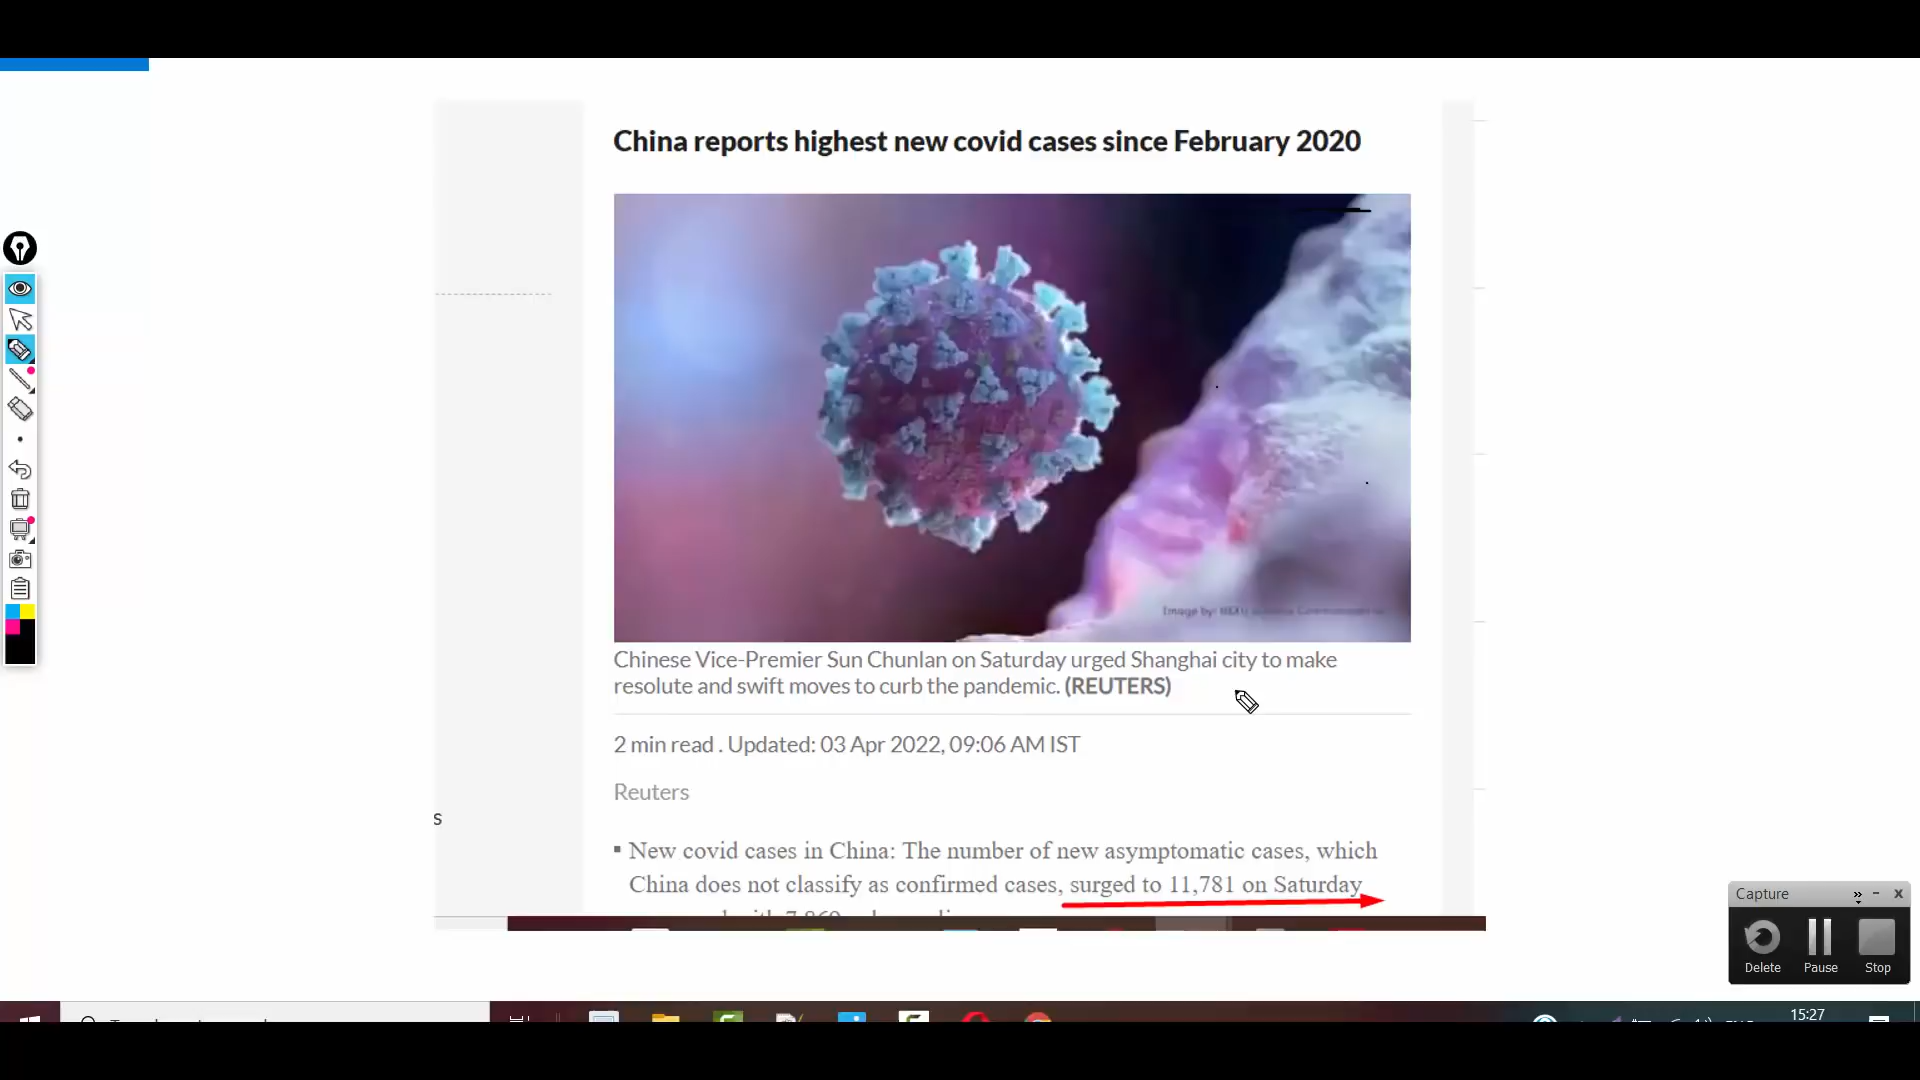 China reports highest new covid cases since February 2020
Image by:
Chinese Vice-Premier Sun Chunlan on Saturday urged Shanghai city to make
resolute and swift moves to curb the pandemic. (REUTERS)
2 min read . Updated: 03 Apr 2022, 09:06 AM IST
Reuters
s
▪ New covid cases in China: The number of new asymptomatic cases, which
China does not classify as confirmed cases, surged to 11,781 on Saturday
Capture
Delete Pause Stop
15:27